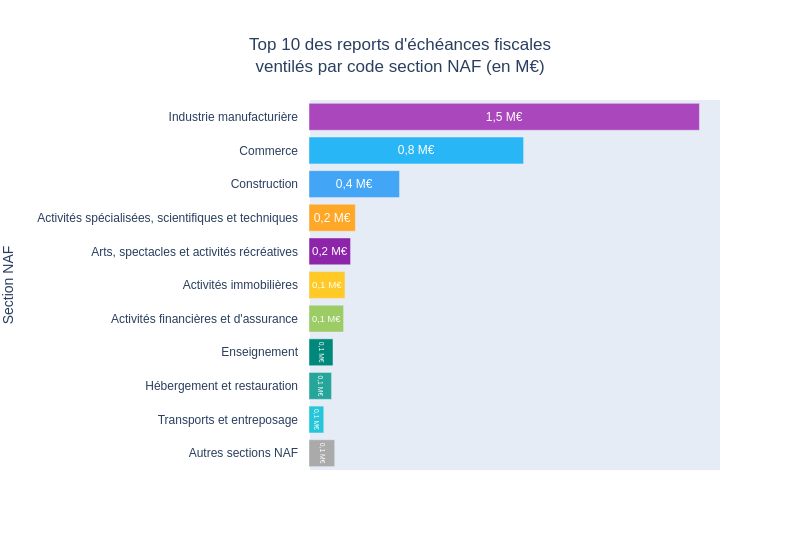 Top 10 des reports d'échéances fiscales
ventilés par code section NAF (en M€)
Section NAF
Industrie manufacturière 1,5 M€
Commerce 0,8 M€
Construction 0,4 M€
Activités spécialisées, scientifiques et techniques 0,2 M€
Arts, spectacles et activités récréatives 0,2 M€
Activités immobilières 0,1 M€
Activités financières et d'assurance 0,1 M€
Enseignement 0,1 M€
Hébergement et restauration 0,1 M€
Transports et entreposage 0,1 M€
Autres sections NAF 0,1 M€